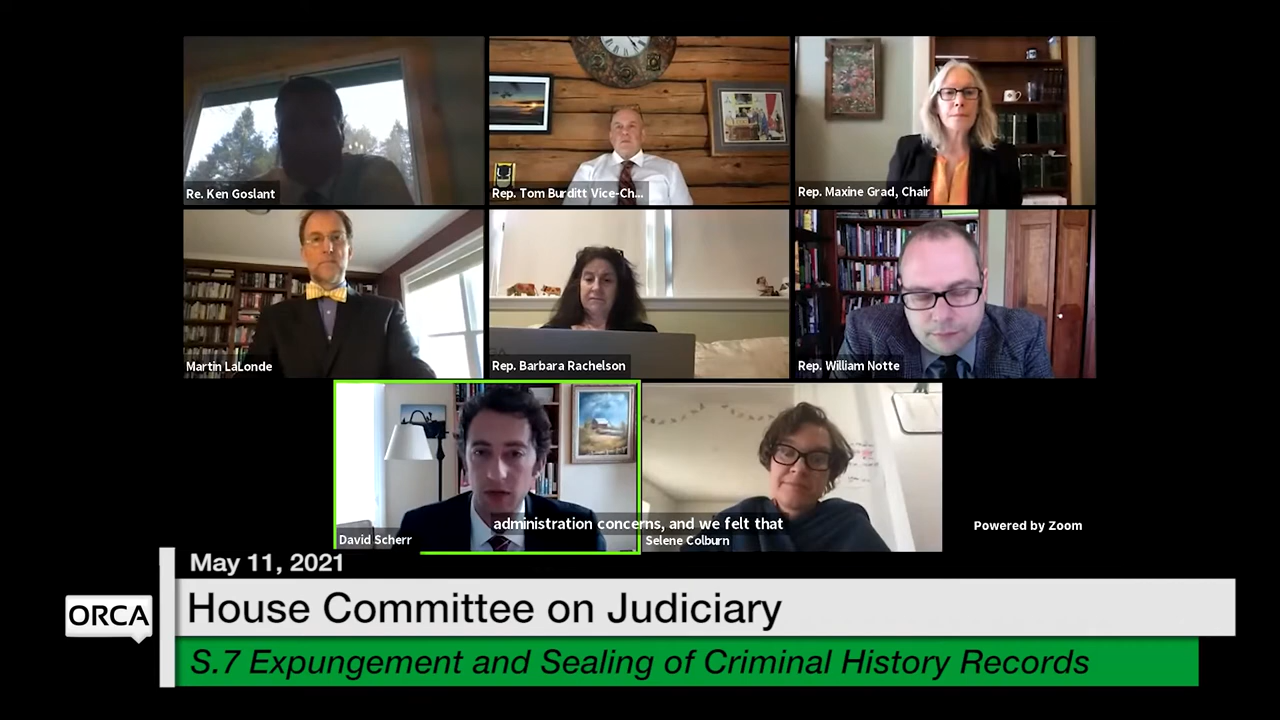 Re. Ken Goslant
Rep. Tom Burditt Vice-Ch...
Rep. Maxine Grad, Chair
Martin LaLonde
Rep. Barbara Rachelson
Rep. William Notte
administration concerns, and we felt that
David Scherr
Selene Colburn
Powered by Zoom
May 11, 2021
ORCA
House Committee on Judiciary
S.7 Expungement and Sealing of Criminal History Records